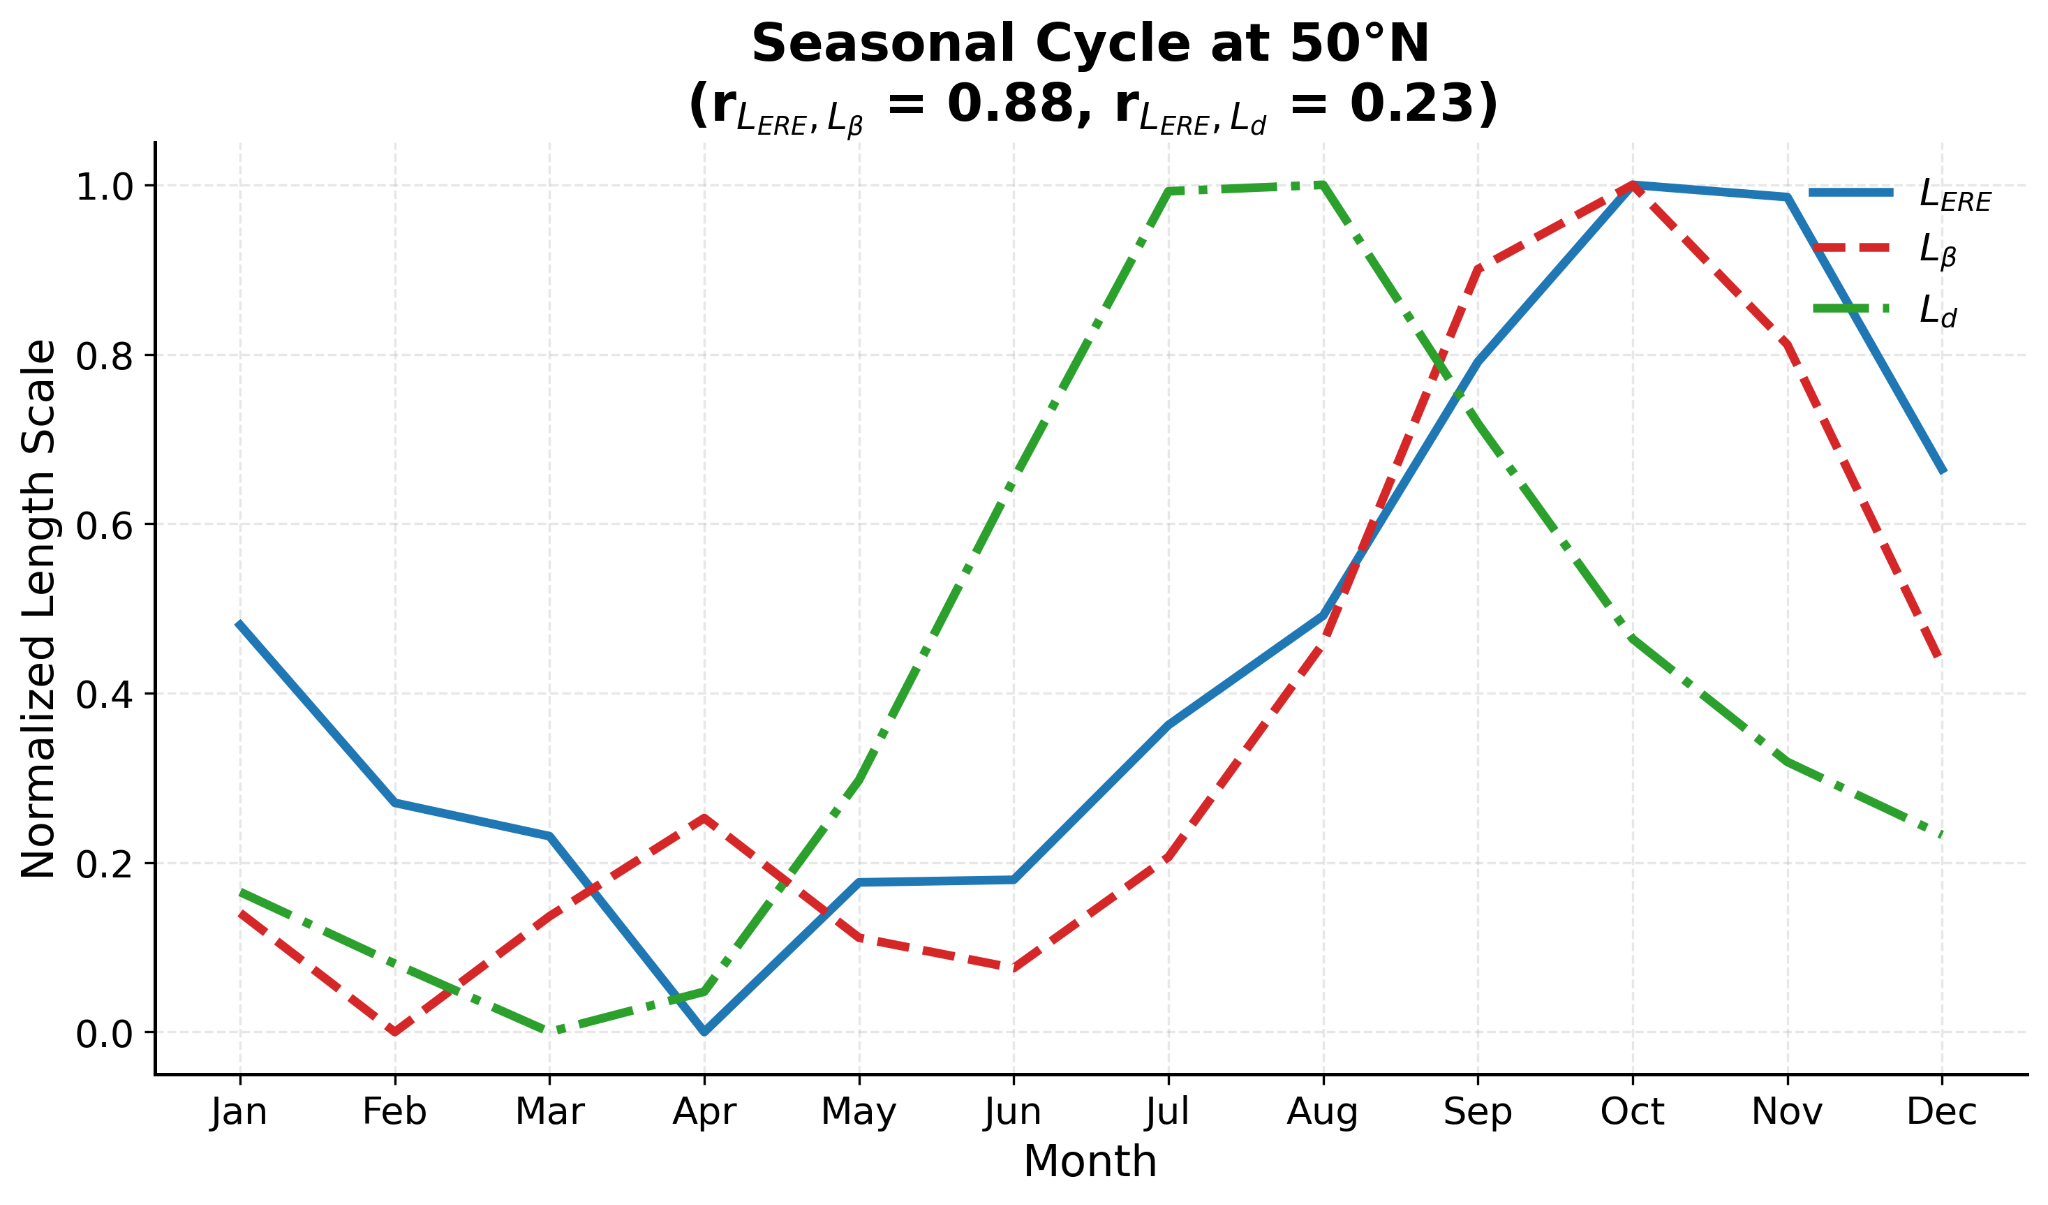 Seasonal Cycle at 50°N
(r_{L_{ERE}, L_β} = 0.88, r_{L_{ERE}, L_d} = 0.23)
L_{ERE}
L_β
L_d
Normalized Length Scale
1.0
0.8
0.6
0.4
0.2
0.0
Jan Feb Mar Apr May Jun Jul Aug Sep Oct Nov Dec
Month